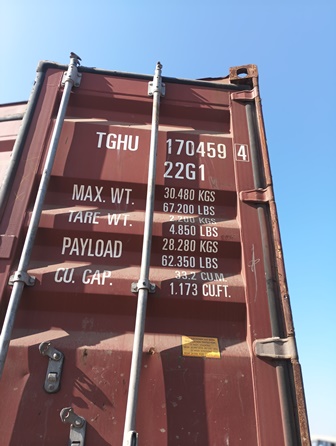 TGHU 170459 4
22G1
MAX. WT. 30.480 KGS
67.200 LBS
TARE WT. 2.200 KGS
4.850 LBS
PAYLOAD 28.280 KGS
62.350 LBS
CU. CAP. 33.2 CU.M.
1.173 CU.FT.